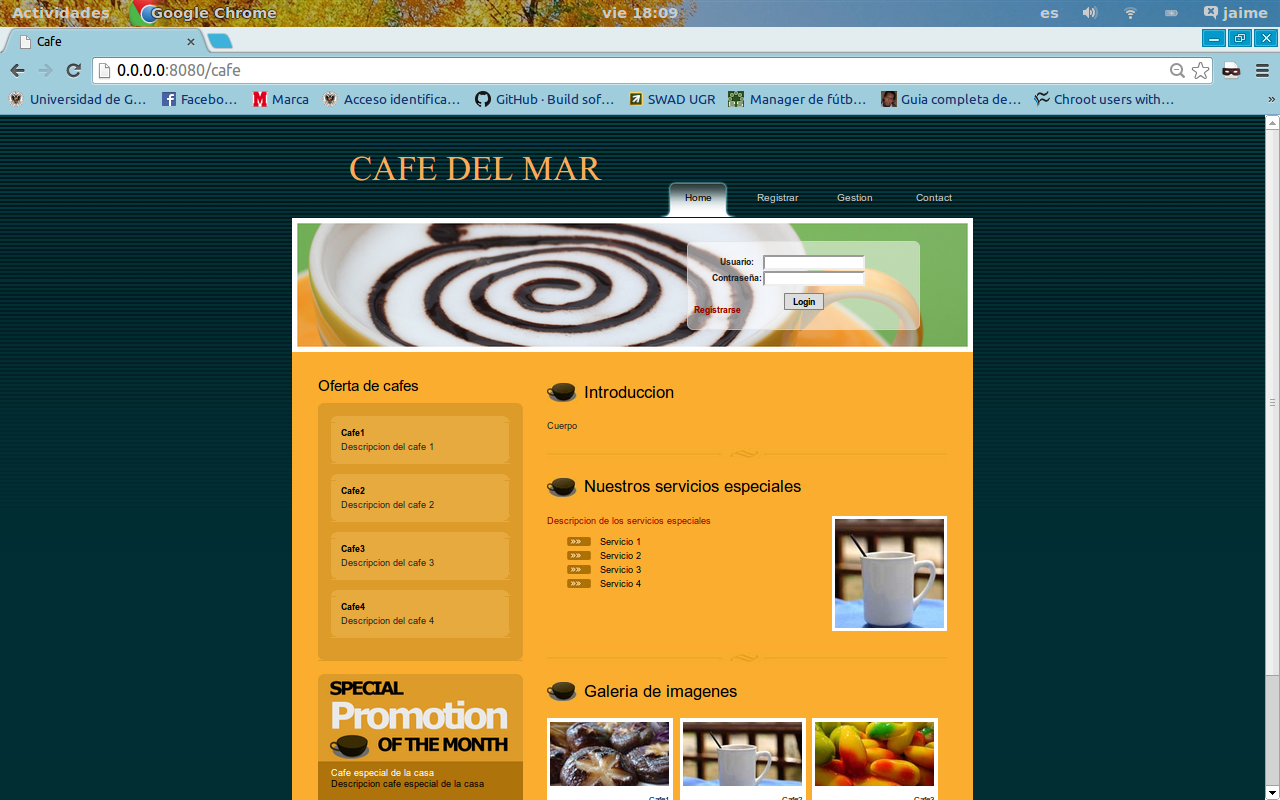 Actividades Google Chrome vie 18:09 es jaime
Cafe
0.0.0.0:8080/cafe
Universidad de G... Facebo... Marca Acceso identifica... GitHub · Build sof... SWAD UGR Manager de fútb... Guia completa de... Chroot users with... »
CAFE DEL MAR
Home Registrar Gestion Contact
Usuario:
Contraseña:
Login
Registrarse
Oferta de cafes
Cafe1
Descripcion del cafe 1
Cafe2
Descripcion del cafe 2
Cafe3
Descripcion del cafe 3
Cafe4
Descripcion del cafe 4
SPECIAL
Promotion
OF THE MONTH
Cafe especial de la casa
Descripcion cafe especial de la casa
Introduccion
Cuerpo
Nuestros servicios especiales
Descripcion de los servicios especiales
»» Servicio 1
»» Servicio 2
»» Servicio 3
»» Servicio 4
Galeria de imagenes
Cafe1 Cafe2 Cafe3